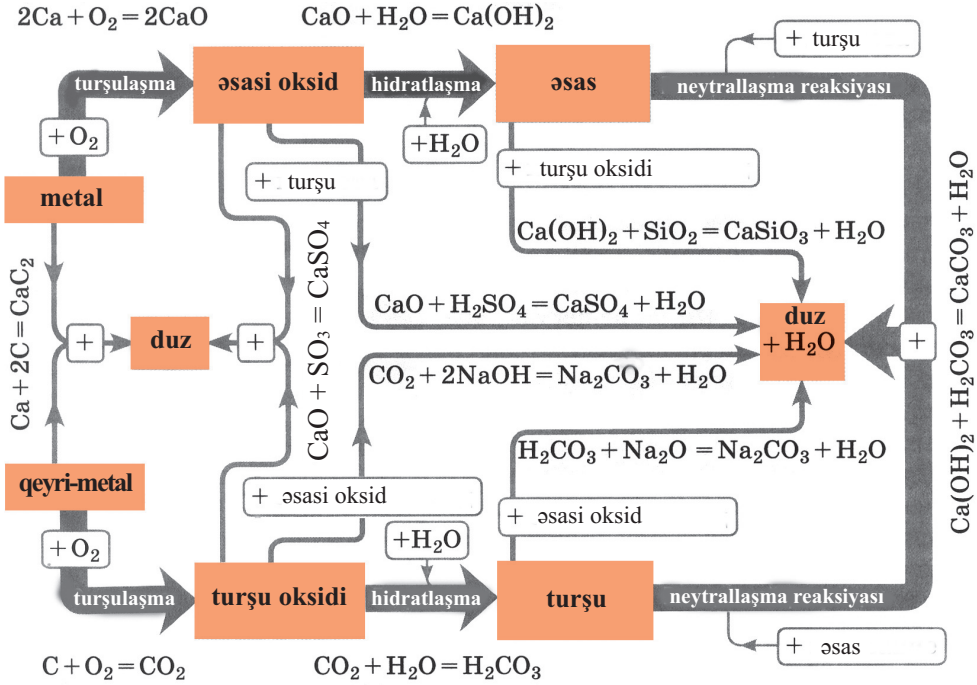 2Ca + O₂ = 2CaO
CaO + H₂O = Ca(OH)₂
+ turşu
turşulaşma
əsasi oksid
hidratlaşma
əsas
neytrallaşma reaksiyası
+ O₂
+H₂O
+ turşu
+ turşu oksidi
metal
Ca(OH)₂ + SiO₂ = CaSiO₃ + H₂O
Ca + 2C = CaC₂
CaO + SO₃ = CaSO₄
CaO + H₂SO₄ = CaSO₄ + H₂O
Ca(OH)₂ + H₂CO₃ = CaCO₃ + H₂O
+
duz
+
duz
+ H₂O
+
CO₂ + 2NaOH = Na₂CO₃ + H₂O
H₂CO₃ + Na₂O = Na₂CO₃ + H₂O
qeyri-metal
+ əsasi oksid
+ əsasi oksid
+O₂
+H₂O
turşulaşma
turşu oksidi
hidratlaşma
turşu
neytrallaşma reaksiyası
+ əsas
C + O₂ = CO₂
CO₂ + H₂O = H₂CO₃